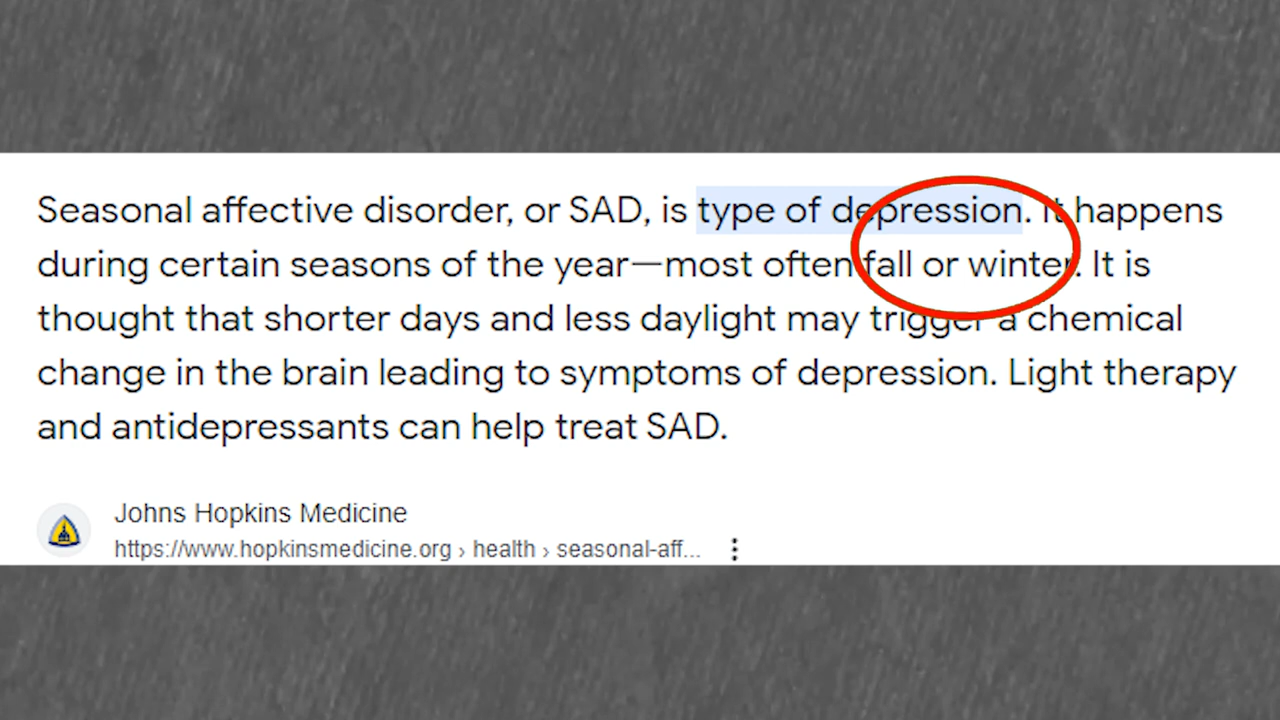 Seasonal affective disorder, or SAD, is type of depression. It happens
during certain seasons of the year—most often fall or winter. It is
thought that shorter days and less daylight may trigger a chemical
change in the brain leading to symptoms of depression. Light therapy
and antidepressants can help treat SAD.
Johns Hopkins Medicine
https://www.hopkinsmedicine.org › health › seasonal-aff...